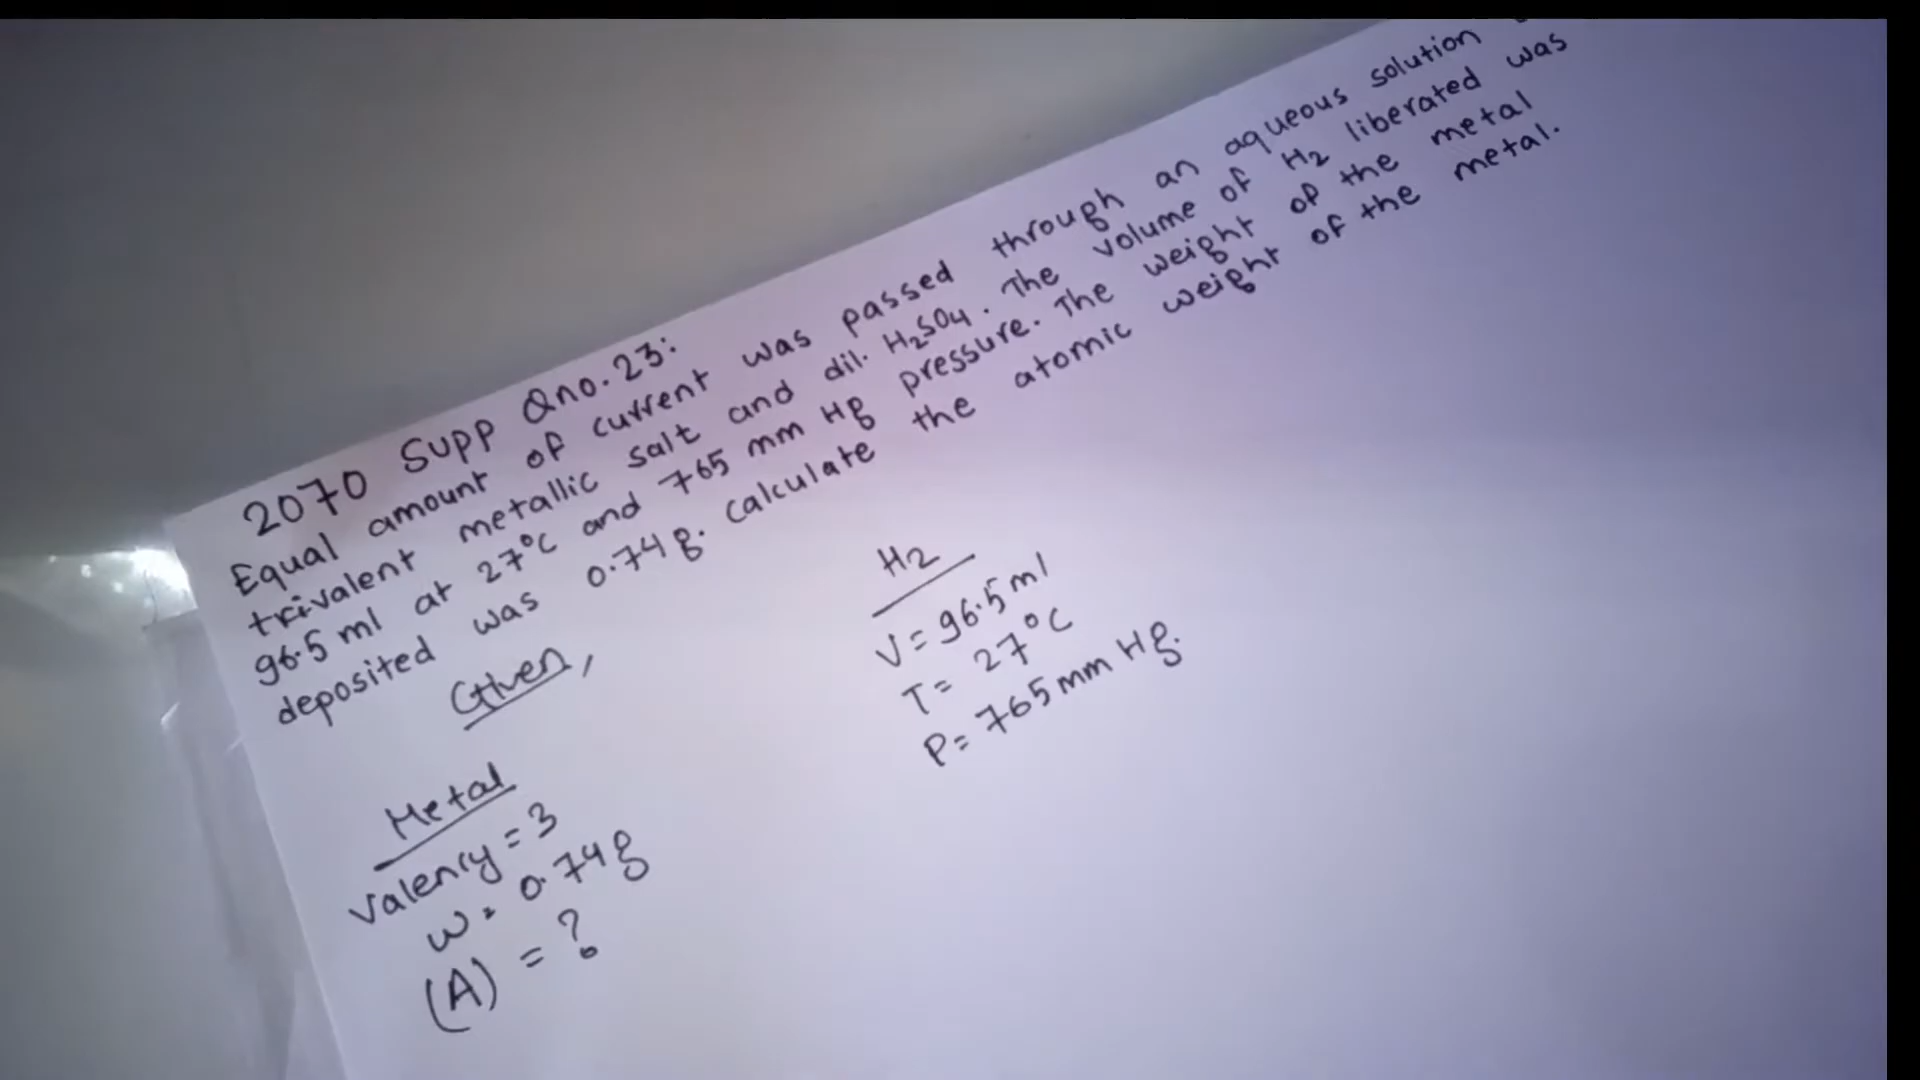 2070 Supp Qno.23:
Equal amount of current was passed through an aqueous solution
trivalent metallic salt and dil. H₂SO₄. The volume of H₂ liberated was
96.5 ml at 27°C and 765 mm Hg pressure. The weight of the metal
deposited was 0.74 g. calculate the atomic weight of the metal.
Given,
Metal
Valency = 3
W = 0.74 g
(A) = ?
H₂
V = 96.5 ml
T = 27°C
P = 765 mm Hg.